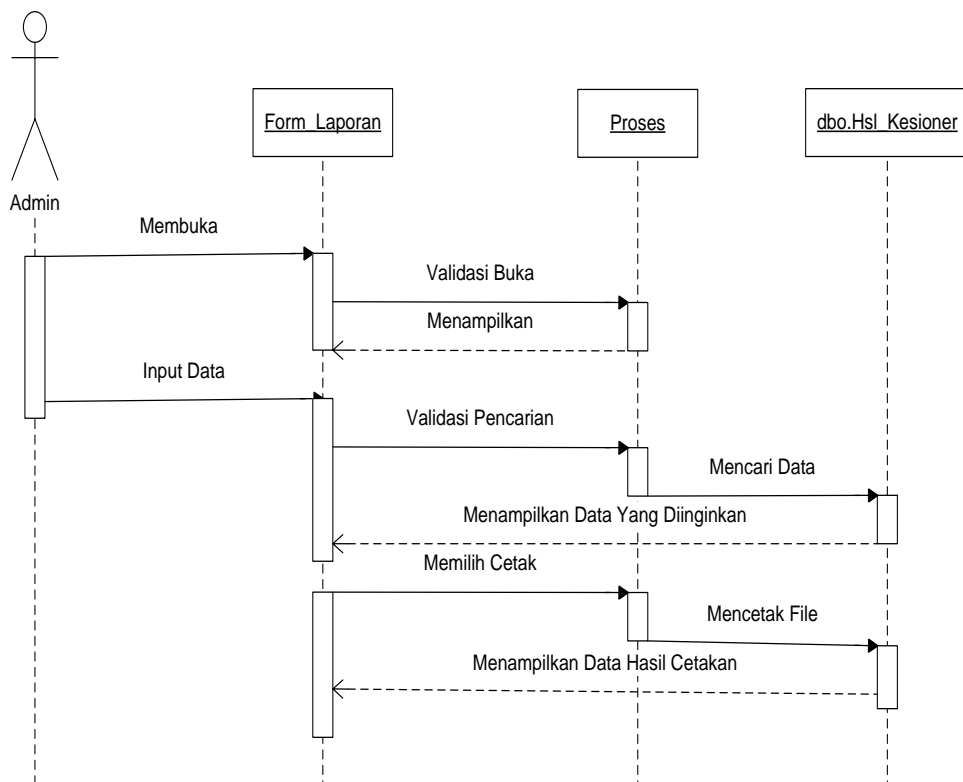 Form_Laporan
Proses
dbo.Hsl_Kesioner
Admin
Membuka
Validasi Buka
Menampilkan
Input Data
Validasi Pencarian
Mencari Data
Menampilkan Data Yang Diinginkan
Memilih Cetak
Mencetak File
Menampilkan Data Hasil Cetakan